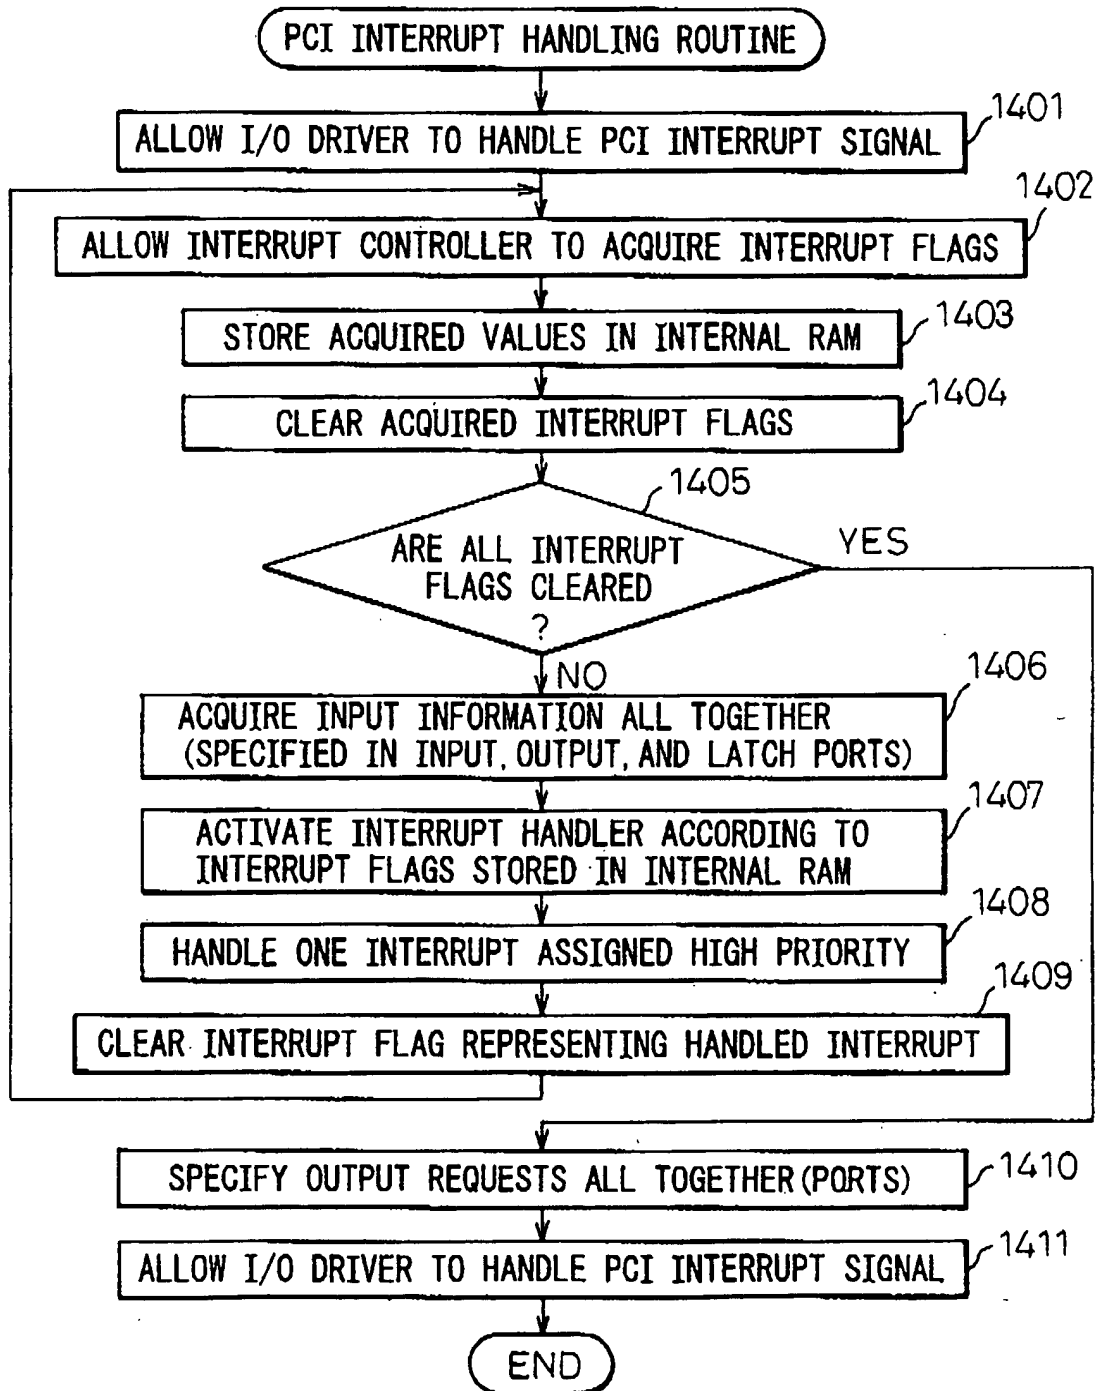 PCI INTERRUPT HANDLING ROUTINE
1401
ALLOW I/O DRIVER TO HANDLE PCI INTERRUPT SIGNAL
1402
ALLOW INTERRUPT CONTROLLER TO ACQUIRE INTERRUPT FLAGS
1403
STORE ACQUIRED VALUES IN INTERNAL RAM
1404
CLEAR ACQUIRED INTERRUPT FLAGS
1405
ARE ALL INTERRUPT
FLAGS CLEARED
?
YES
NO
1406
ACQUIRE INPUT INFORMATION ALL TOGETHER
(SPECIFIED IN INPUT, OUTPUT, AND LATCH PORTS)
1407
ACTIVATE INTERRUPT HANDLER ACCORDING TO
INTERRUPT FLAGS STORED IN INTERNAL RAM
1408
HANDLE ONE INTERRUPT ASSIGNED HIGH PRIORITY
1409
CLEAR INTERRUPT FLAG REPRESENTING HANDLED INTERRUPT
1410
SPECIFY OUTPUT REQUESTS ALL TOGETHER (PORTS)
1411
ALLOW I/O DRIVER TO HANDLE PCI INTERRUPT SIGNAL
END